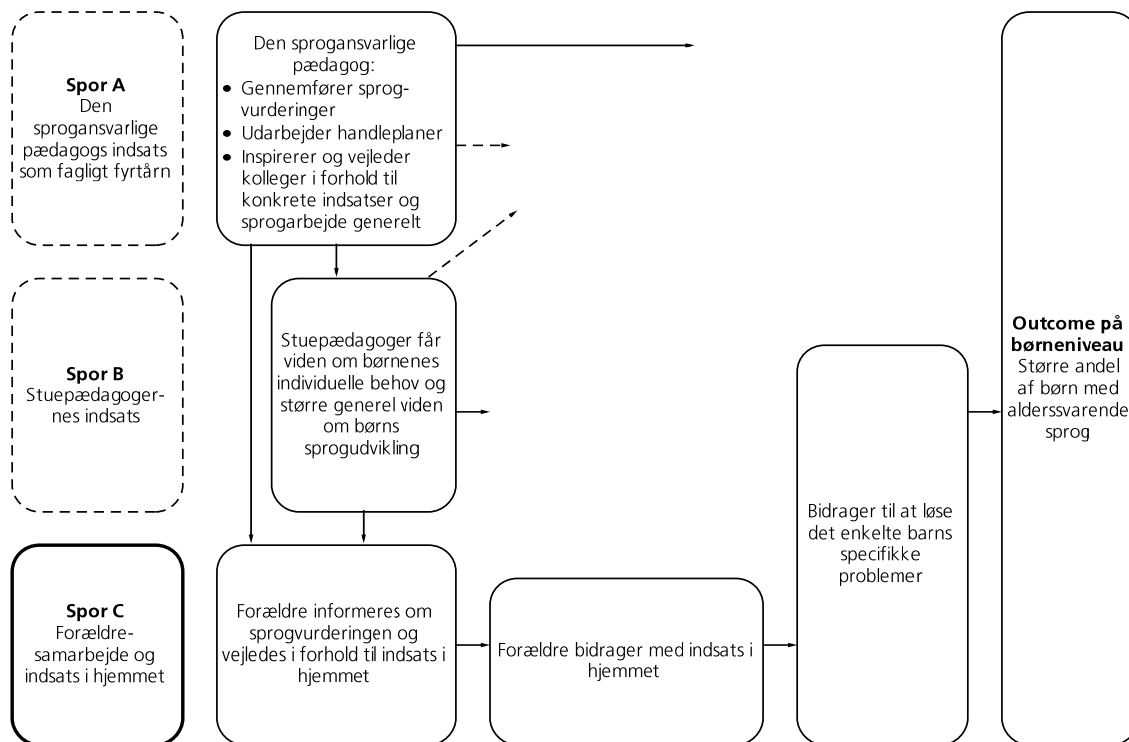 Spor A
Den
sprogansvarlige
pædagogs indsats
som fagligt fyrtårn
Den sprogansvarlige
pædagog:
• Gennemfører sprog-
vurderinger
• Udarbejder handleplaner
• Inspirerer og vejleder
kolleger i forhold til
konkrete indsatser og
sprogarbejde generelt
Spor B
Stuepædagoger-
nes indsats
Stuepædagoger får
viden om børnenes
individuelle behov og
større generel viden
om børns
sprogudvikling
Spor C
Forældre-
samarbejde og
indsats i hjemmet
Forældre informeres om
sprogvurderingen og
vejledes i forhold til indsats i
hjemmet
Forældre bidrager med indsats i
hjemmet
Bidrager til at løse
det enkelte barns
specifikke
problemer
Outcome på
børneniveau
Større andel
af børn med
alderssvarende
sprog